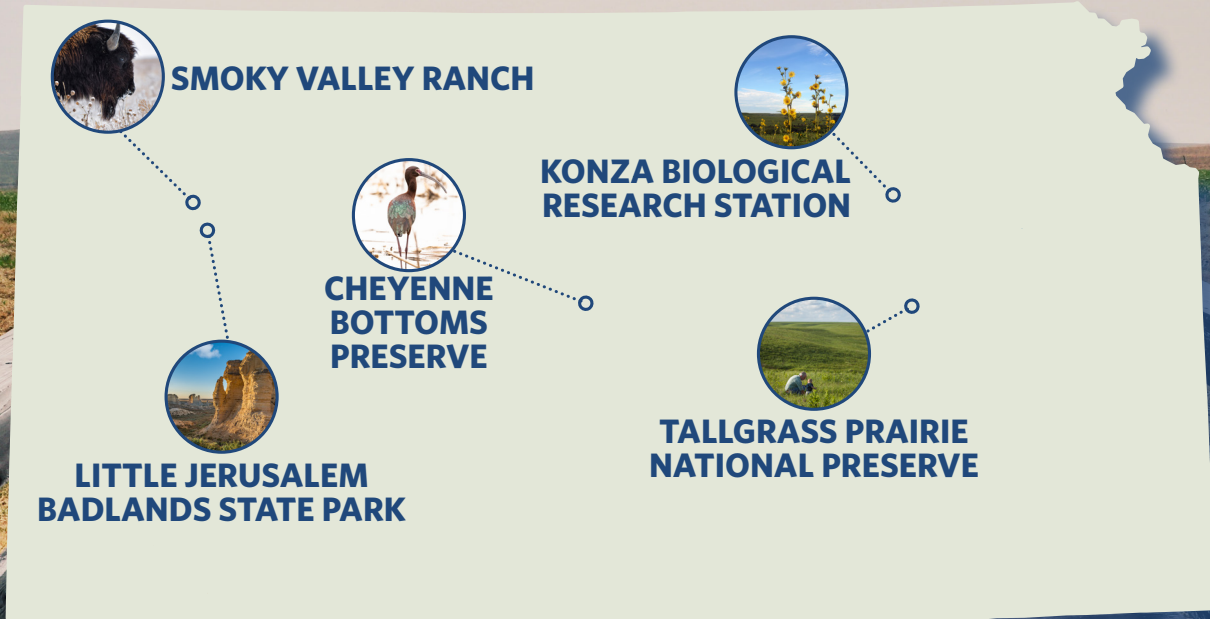 SMOKY VALLEY RANCH
KONZA BIOLOGICAL
RESEARCH STATION
CHEYENNE
BOTTOMS
PRESERVE
TALLGRASS PRAIRIE
NATIONAL PRESERVE
LITTLE JERUSALEM
BADLANDS STATE PARK